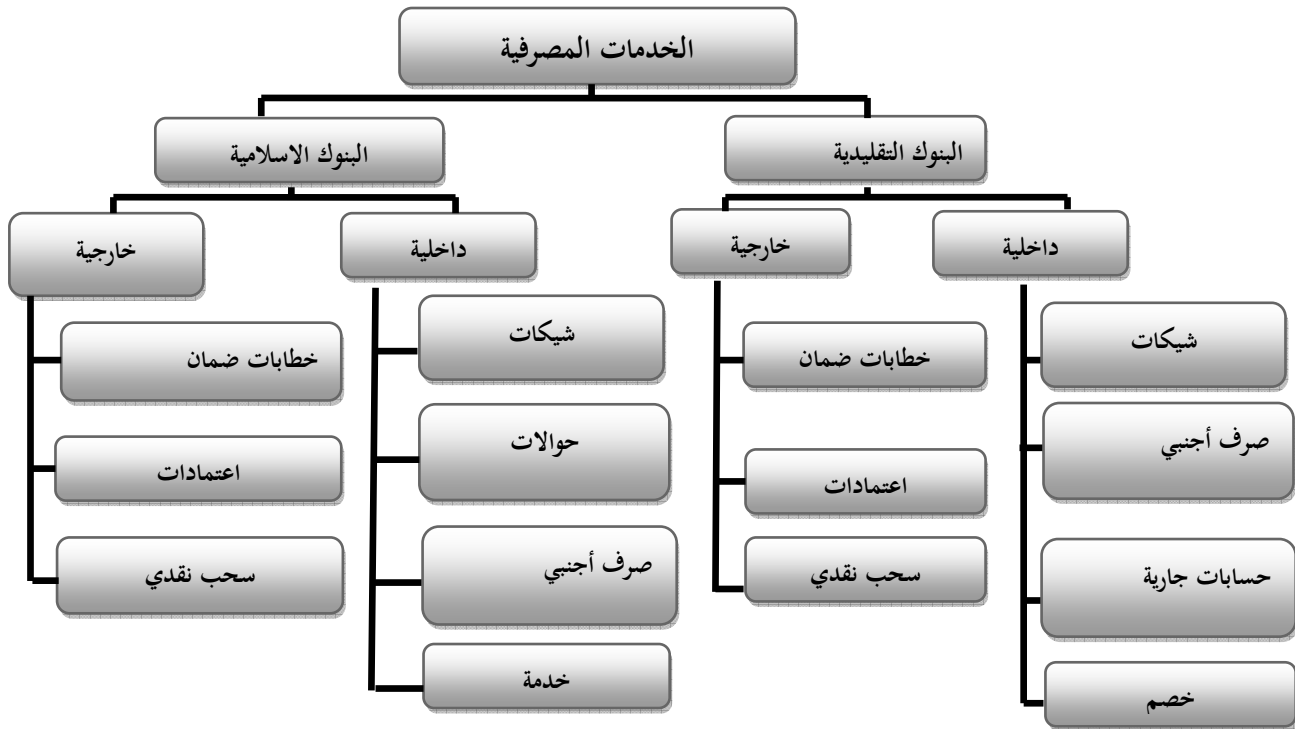 الخدمات المصرفية
البنوك التقليدية
البنوك الاسلامية
داخلية
خارجية
داخلية
خارجية
شيكات
صرف أجنبي
حسابات جارية
خصم
خطابات ضمان
اعتمادات
سحب نقدي
شيكات
حوالات
صرف أجنبي
خدمة
خطابات ضمان
اعتمادات
سحب نقدي